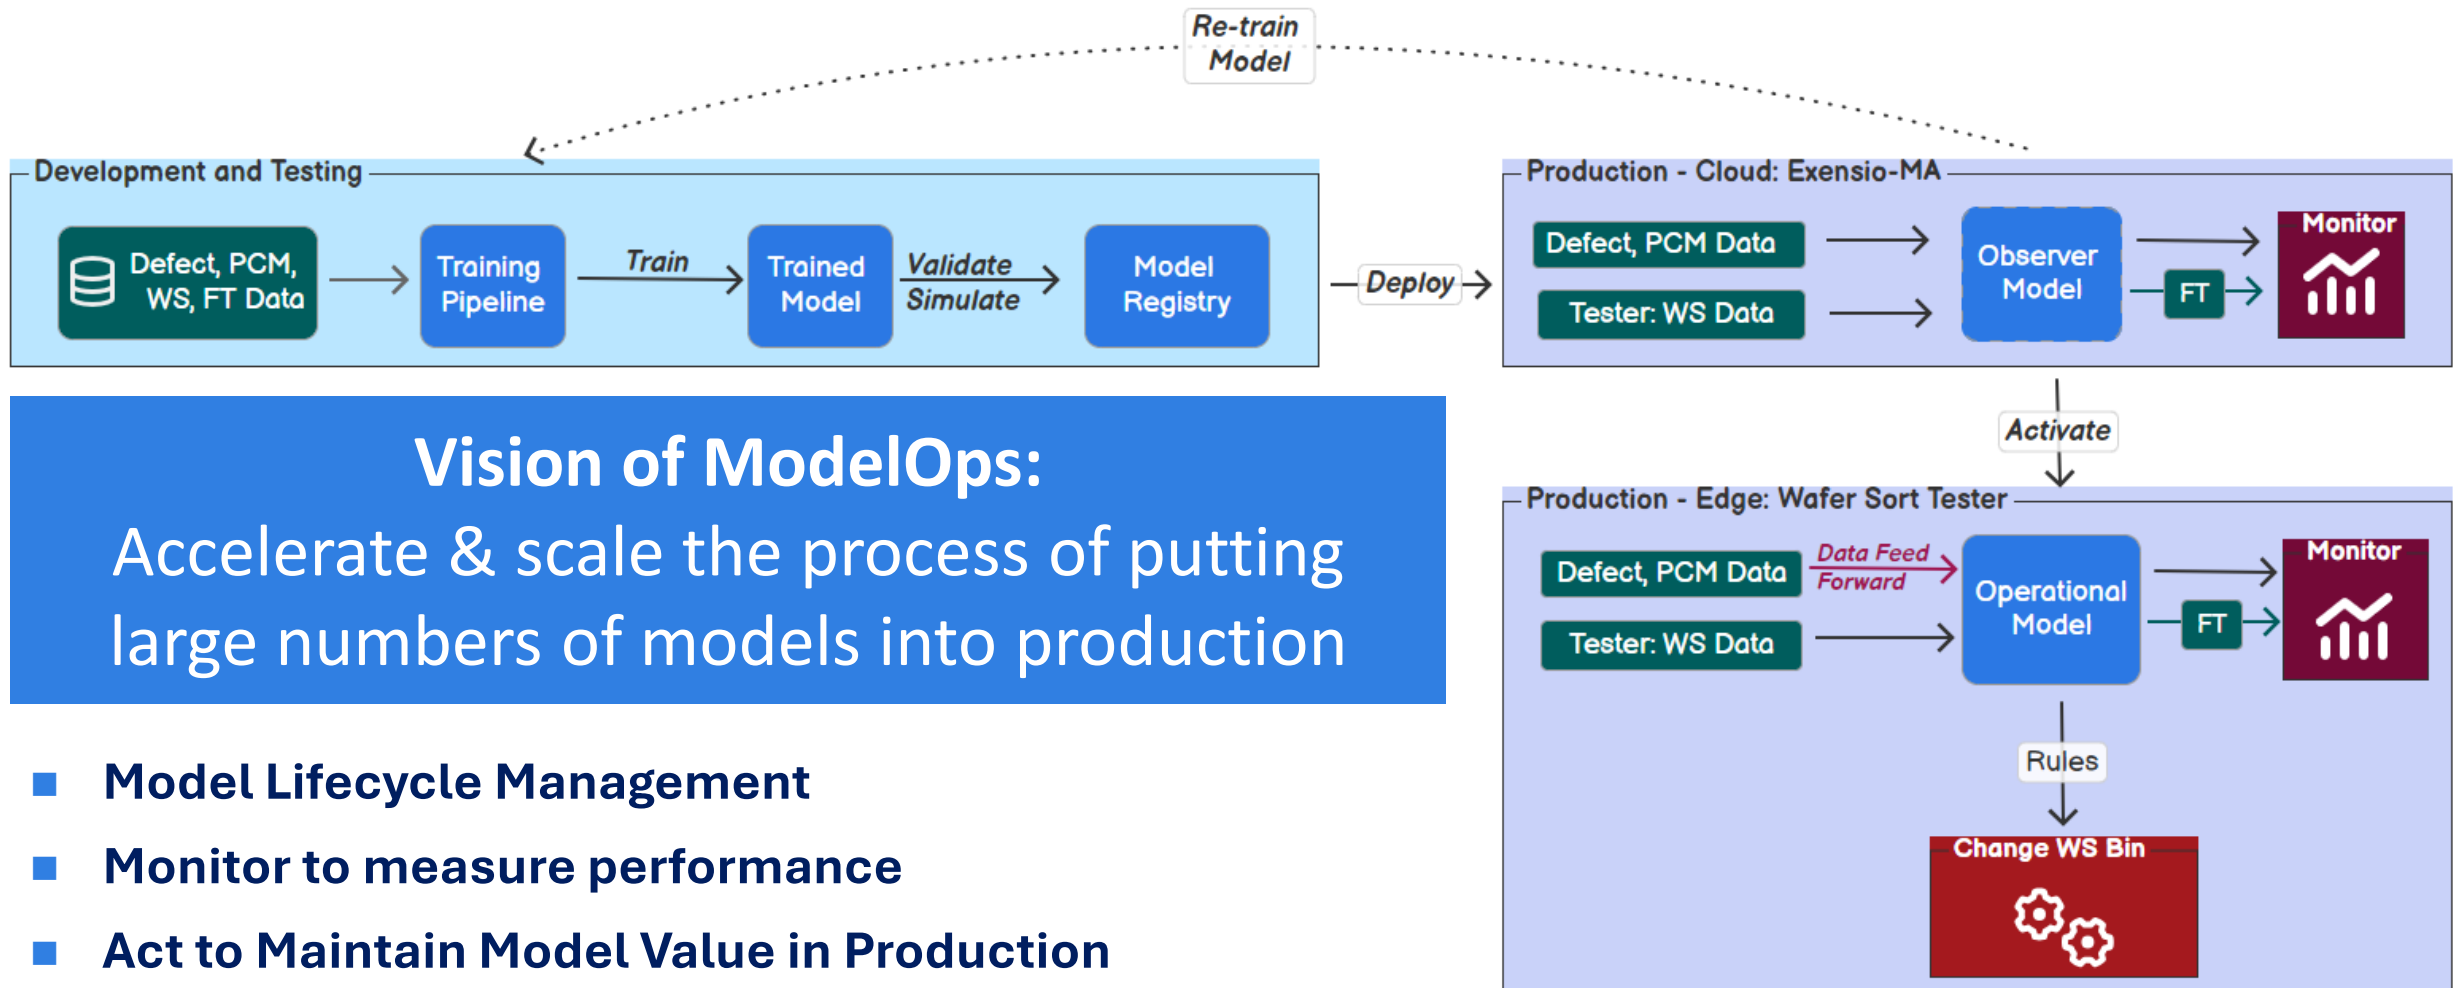 Re-train
Model
Development and Testing
Defect, PCM,
WS, FT Data
Training
Pipeline
Train
Trained
Model
Validate
Simulate
Model
Registry
Deploy
Production - Cloud: Exensio-MA
Defect, PCM Data
Tester: WS Data
Observer
Model
FT
Monitor
Activate
Vision of ModelOps:
Accelerate & scale the process of putting
large numbers of models into production
Production - Edge: Wafer Sort Tester
Defect, PCM Data
Data Feed
Forward
Tester: WS Data
Operational
Model
FT
Monitor
Rules
Change WS Bin
■ Model Lifecycle Management
■ Monitor to measure performance
■ Act to Maintain Model Value in Production